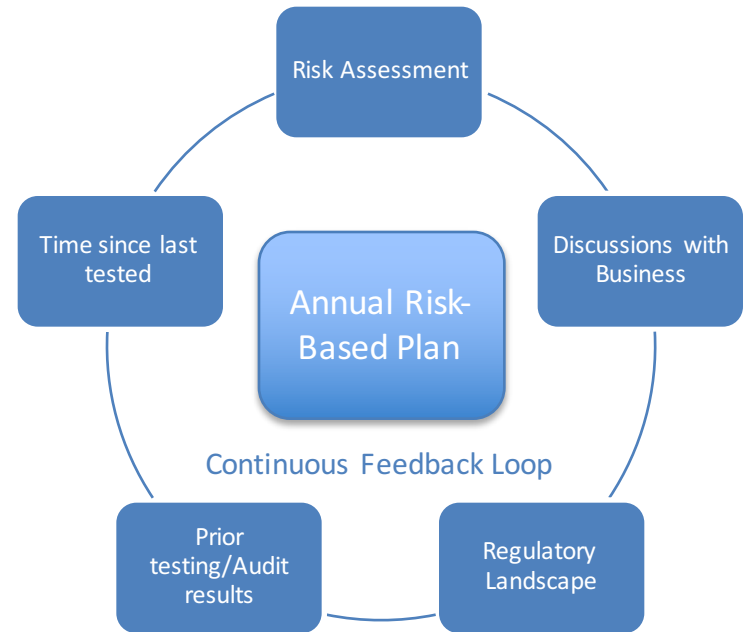 Risk Assessment
Time since last
tested
Discussions with
Business
Annual Risk-
Based Plan
Continuous Feedback Loop
Prior
testing/Audit
results
Regulatory
Landscape